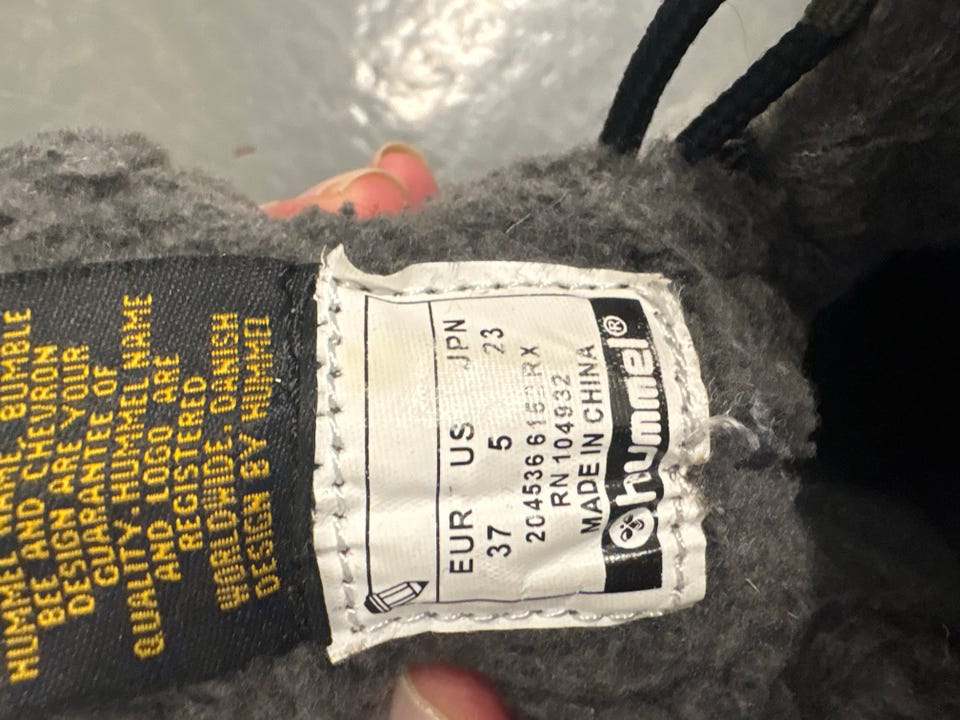 HUMMEL NAME, BUMBLE
BEE AND CHEVRON
DESIGN ARE YOUR
GUARANTEE OF
QUALITY. HUMMEL NAME
AND LOGO ARE
REGISTERED
WORLDWIDE. DANISH
DESIGN BY HUMMEL
EUR US JPN
37 5 23
RX
RN 104932
MADE IN CHINA
hummel®